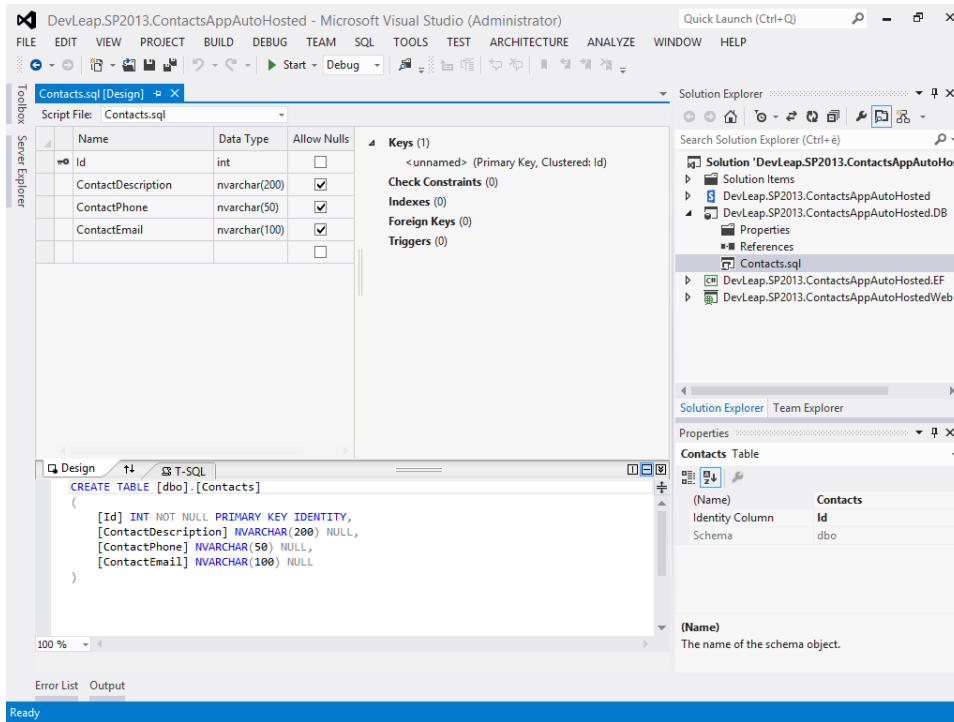 DevLeap.SP2013.ContactsAppAutoHosted - Microsoft Visual Studio (Administrator)
Quick Launch (Ctrl+Q)
FILE EDIT VIEW PROJECT BUILD DEBUG TEAM SQL TOOLS TEST ARCHITECTURE ANALYZE WINDOW HELP
Start Debug
Toolbox
Server Explorer
Contacts.sql [Design]
Script File: Contacts.sql
Name Data Type Allow Nulls
Id int
ContactDescription nvarchar(200)
ContactPhone nvarchar(50)
ContactEmail nvarchar(100)
Keys (1)
<unnamed> (Primary Key, Clustered: Id)
Check Constraints (0)
Indexes (0)
Foreign Keys (0)
Triggers (0)
Design T-SQL
CREATE TABLE [dbo].[Contacts]
(
[Id] INT NOT NULL PRIMARY KEY IDENTITY,
[ContactDescription] NVARCHAR(200) NULL,
[ContactPhone] NVARCHAR(50) NULL,
[ContactEmail] NVARCHAR(100) NULL
)
100 %
Error List Output
Ready
Solution Explorer
Search Solution Explorer (Ctrl+è)
Solution 'DevLeap.SP2013.ContactsAppAutoHos
Solution Items
DevLeap.SP2013.ContactsAppAutoHosted
DevLeap.SP2013.ContactsAppAutoHosted.DB
Properties
References
Contacts.sql
DevLeap.SP2013.ContactsAppAutoHosted.EF
DevLeap.SP2013.ContactsAppAutoHostedWeb
Solution Explorer Team Explorer
Properties
Contacts Table
(Name) Contacts
Identity Column Id
Schema dbo
(Name)
The name of the schema object.